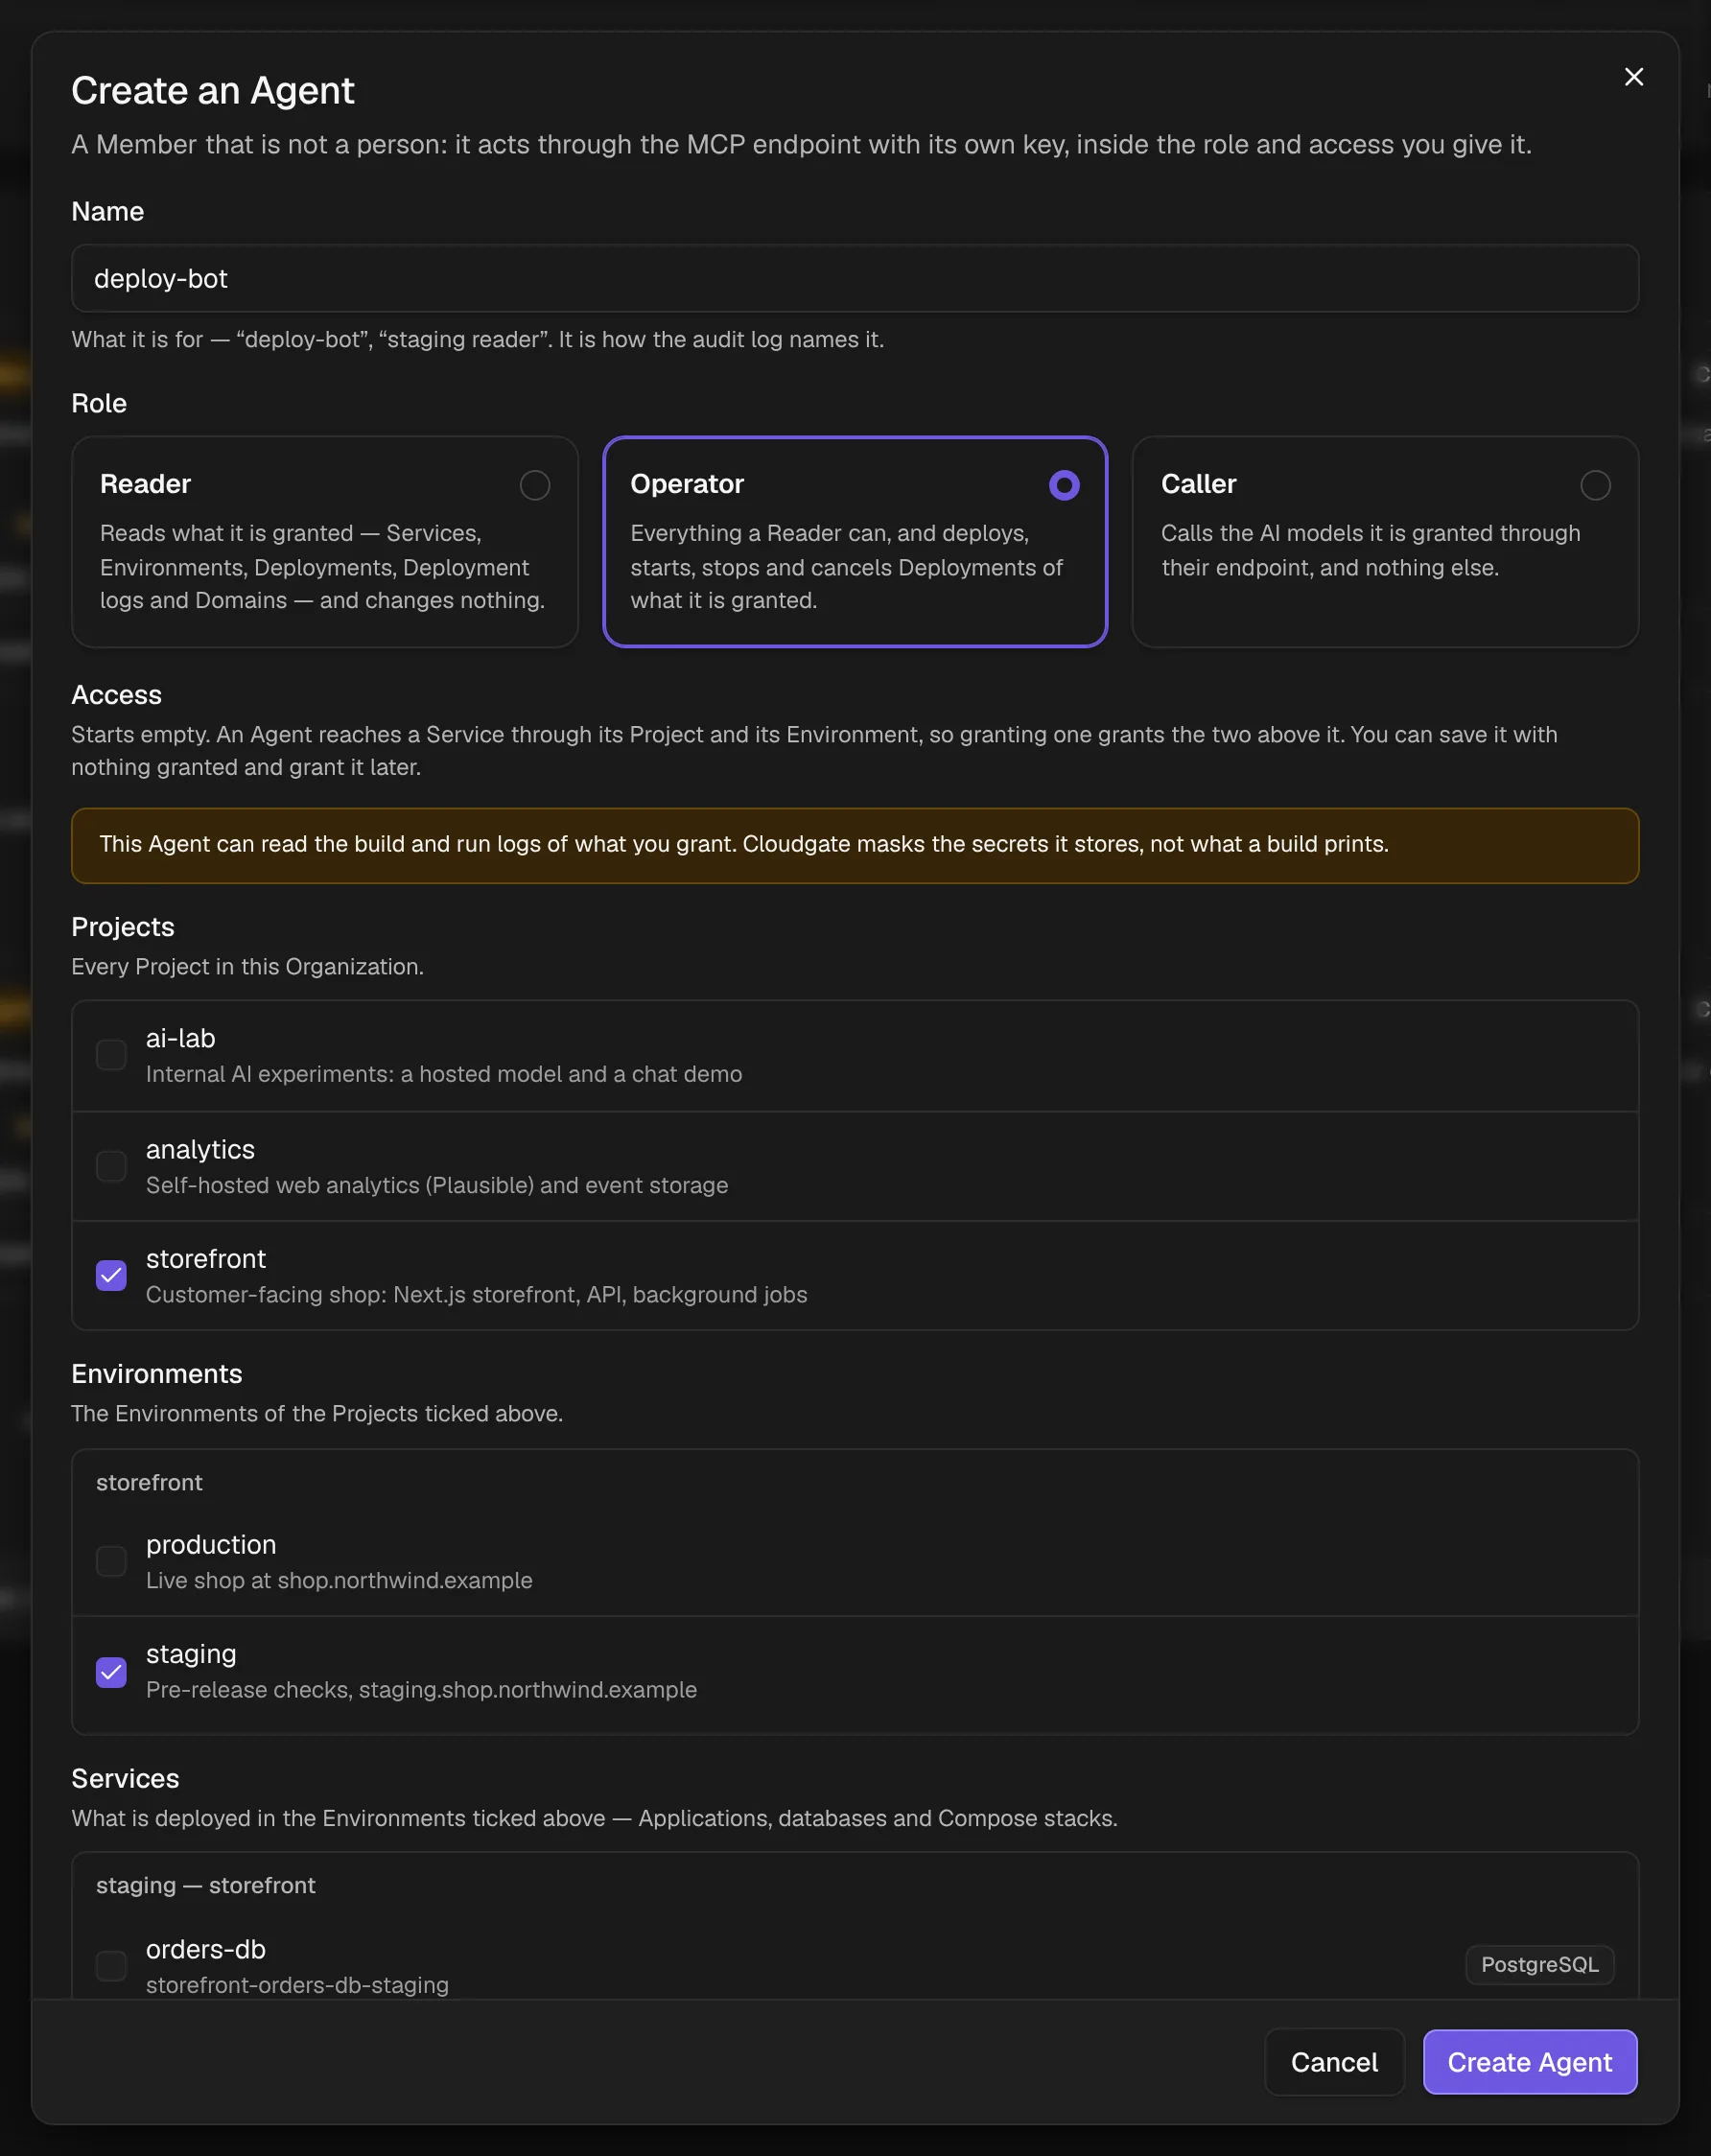 Create an Agent
A Member that is not a person: it acts through the MCP endpoint with its own key, inside the role and access you give it.
Name
deploy-bot
What it is for — “deploy-bot”, “staging reader”. It is how the audit log names it.
Role
Reader
Reads what it is granted — Services,
Environments, Deployments, Deployment
logs and Domains — and changes nothing.
Operator
Everything a Reader can, and deploys,
starts, stops and cancels Deployments of
what it is granted.
Caller
Calls the AI models it is granted through
their endpoint, and nothing else.
Access
Starts empty. An Agent reaches a Service through its Project and its Environment, so granting one grants the two above it. You can save it with
nothing granted and grant it later.
This Agent can read the build and run logs of what you grant. Cloudgate masks the secrets it stores, not what a build prints.
Projects
Every Project in this Organization.
ai-lab
Internal AI experiments: a hosted model and a chat demo
analytics
Self-hosted web analytics (Plausible) and event storage
storefront
Customer-facing shop: Next.js storefront, API, background jobs
Environments
The Environments of the Projects ticked above.
storefront
production
Live shop at shop.northwind.example
staging
Pre-release checks, staging.shop.northwind.example
Services
What is deployed in the Environments ticked above — Applications, databases and Compose stacks.
staging — storefront
orders-db
storefront-orders-db-staging
PostgreSQL
Cancel
Create Agent